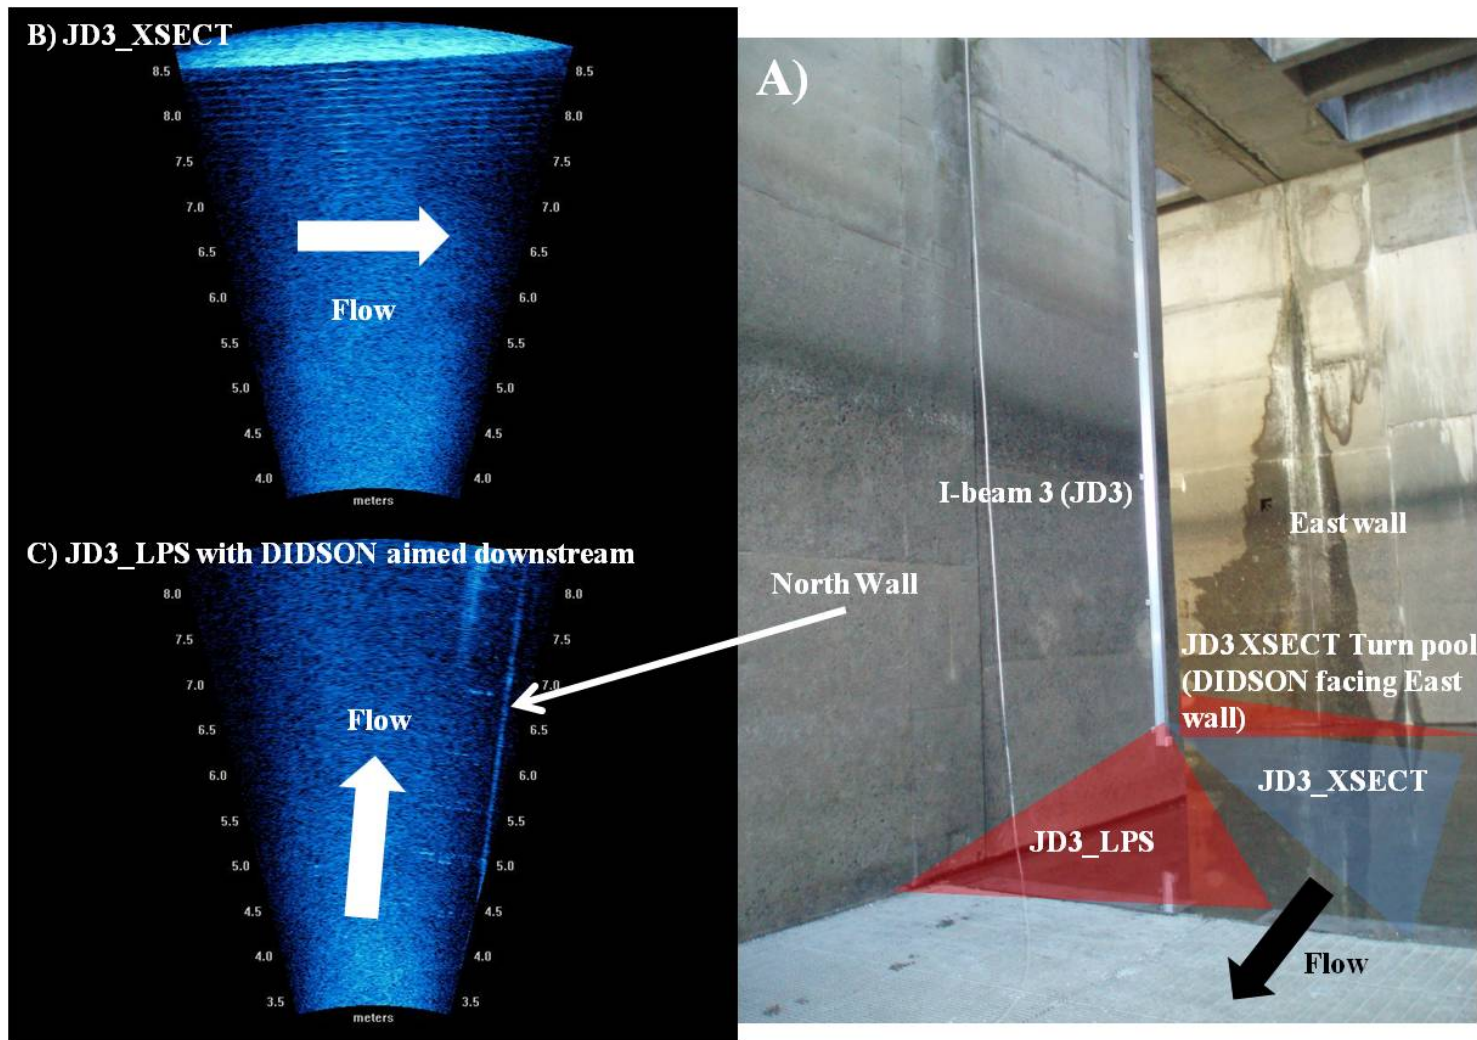 B) JD3_XSECT
8.5 8.5
8.0 8.0
7.5 7.5
7.0 7.0
6.5 6.5
Flow
6.0 6.0
5.5 5.5
5.0 5.0
4.5 4.5
4.0 4.0
meters
C) JD3_LPS with DIDSON aimed downstream
8.0 8.0
7.5 7.5
7.0 7.0
Flow
6.5 6.5
6.0 6.0
5.5 5.5
5.0 5.0
4.5 4.5
4.0 4.0
3.5 3.5
meters
A)
I-beam 3 (JD3)
East wall
North Wall
JD3 XSECT Turn pool
(DIDSON facing East
wall)
JD3_XSECT
JD3_LPS
Flow